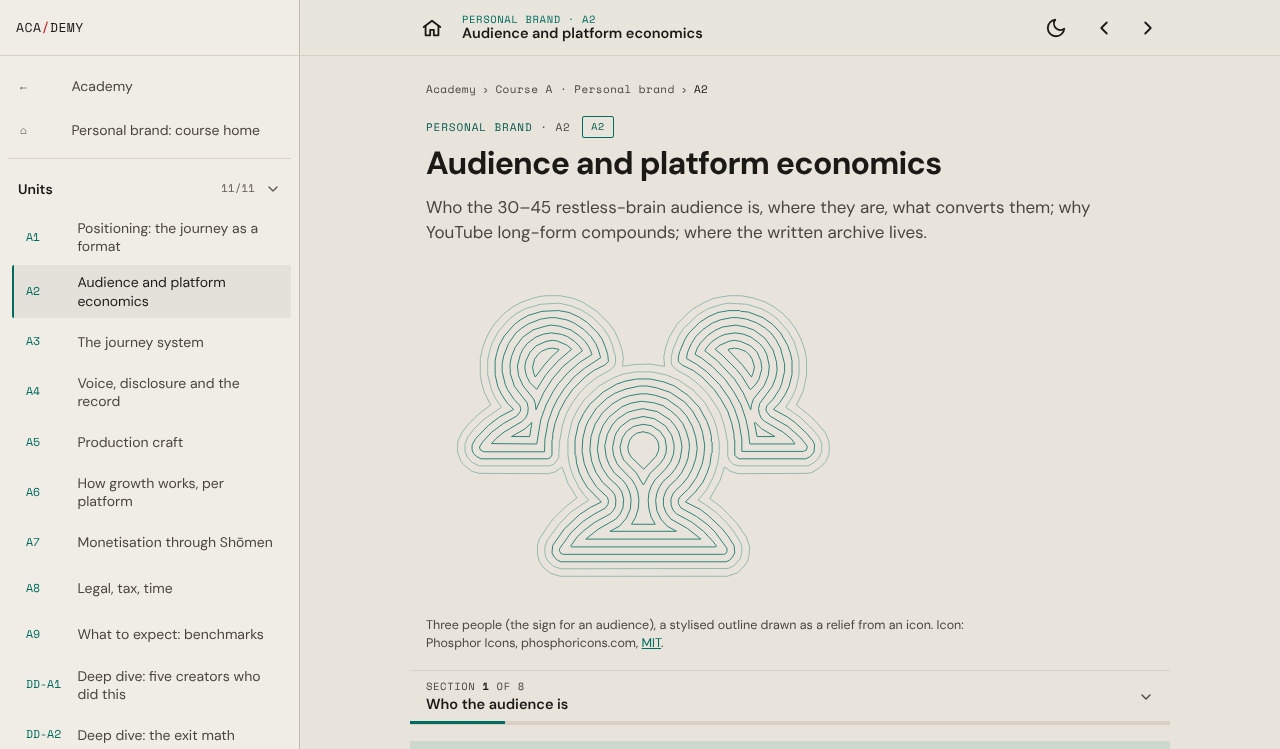 ACA/DEMY
← Academy
⌂ Personal brand: course home
Units 11/11
A1 Positioning: the journey as a
format
A2 Audience and platform
economics
A3 The journey system
A4 Voice, disclosure and the
record
A5 Production craft
A6 How growth works, per
platform
A7 Monetisation through Shōmen
A8 Legal, tax, time
A9 What to expect: benchmarks
DD-A1 Deep dive: five creators who
did this
DD-A2 Deep dive: the exit math
PERSONAL BRAND · A2
Audience and platform economics
Academy › Course A · Personal brand › A2
PERSONAL BRAND · A2 A2
Audience and platform economics
Who the 30–45 restless-brain audience is, where they are, what converts them; why
YouTube long-form compounds; where the written archive lives.
Three people (the sign for an audience), a stylised outline drawn as a relief from an icon. Icon:
Phosphor Icons, phosphoricons.com, MIT.
SECTION 1 OF 8
Who the audience is